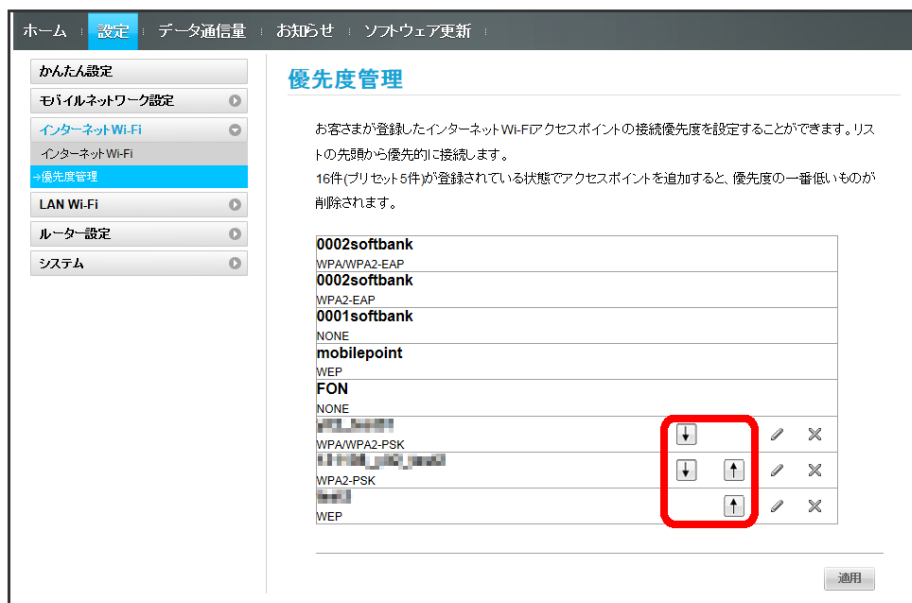 ホーム 設定 データ通信量 お知らせ ソフトウェア更新
かんたん設定
モバイルネットワーク設定
インターネットWi-Fi
インターネットWi-Fi
→優先度管理
LAN Wi-Fi
ルーター設定
システム
優先度管理
お客さまが登録したインターネットWi-Fiアクセスポイントの接続優先度を設定することができます。リス
トの先頭から優先的に接続します。
16件(プリセット5件)が登録されている状態でアクセスポイントを追加すると、優先度の一番低いものが
削除されます。
0002softbank
WPA/WPA2-EAP
0002softbank
WPA2-EAP
0001softbank
NONE
mobilepoint
WEP
FON
NONE
WPA/WPA2-PSK
WPA2-PSK
WEP
適用